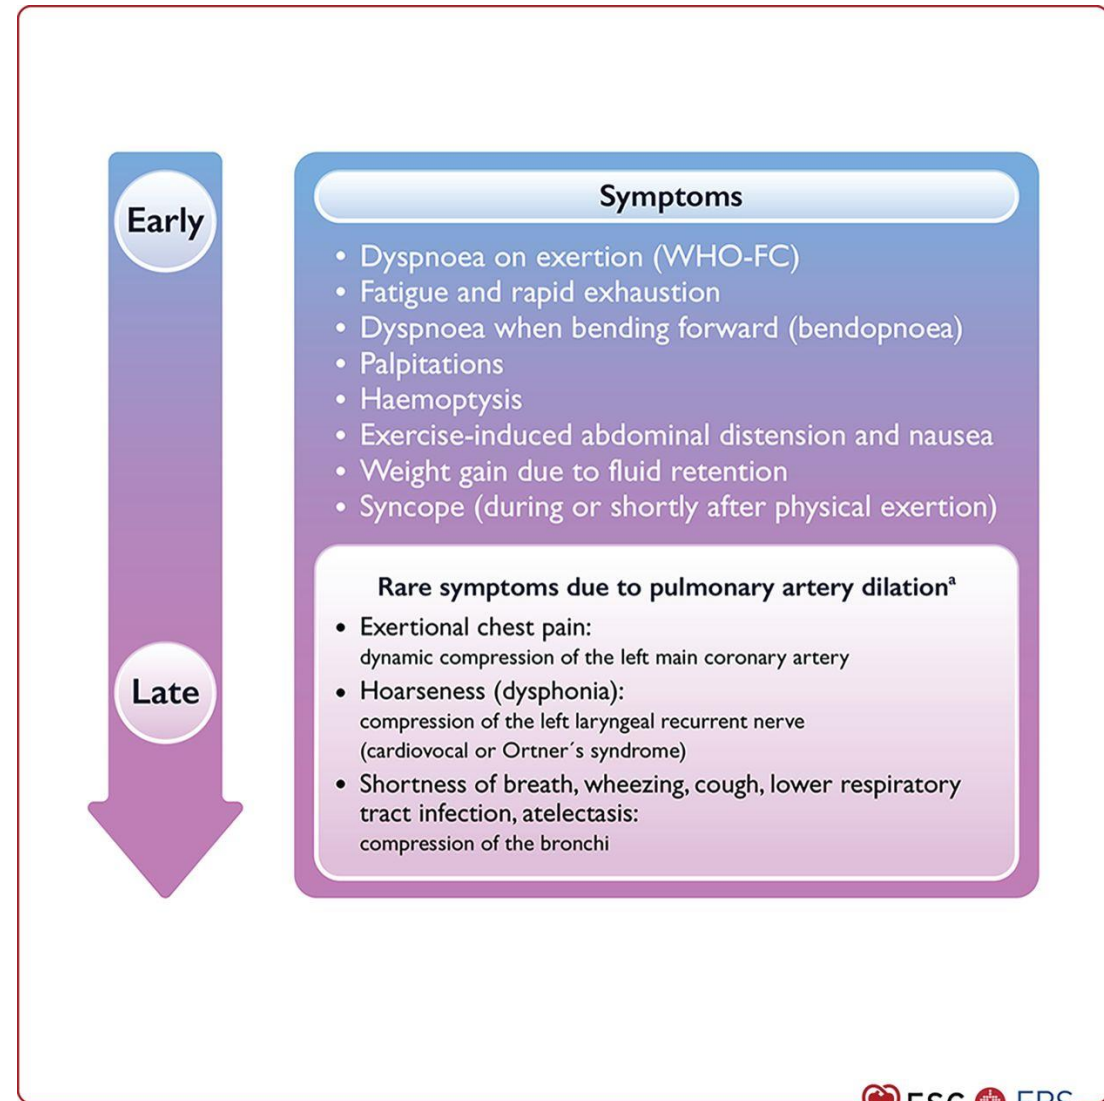 Early
Symptoms
• Dyspnoea on exertion (WHO-FC)
• Fatigue and rapid exhaustion
• Dyspnoea when bending forward (bendopnoea)
• Palpitations
• Haemoptysis
• Exercise-induced abdominal distension and nausea
• Weight gain due to fluid retention
• Syncope (during or shortly after physical exertion)
Rare symptoms due to pulmonary artery dilationᵃ
• Exertional chest pain:
dynamic compression of the left main coronary artery
Late
• Hoarseness (dysphonia):
compression of the left laryngeal recurrent nerve
(cardiovocal or Ortner´s syndrome)
• Shortness of breath, wheezing, cough, lower respiratory
tract infection, atelectasis:
compression of the bronchi
ESC ERS